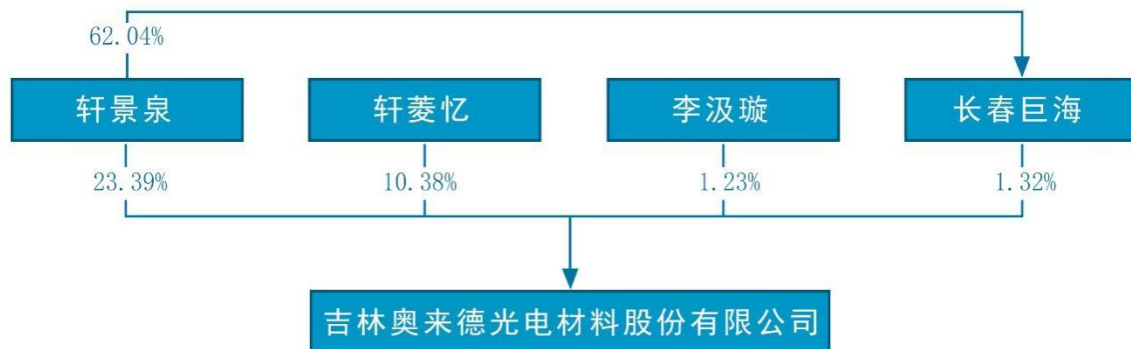 62.04%
轩景泉
轩菱忆
李汲璇
长春巨海
23.39%
10.38%
1.23%
1.32%
吉林奥来德光电材料股份有限公司